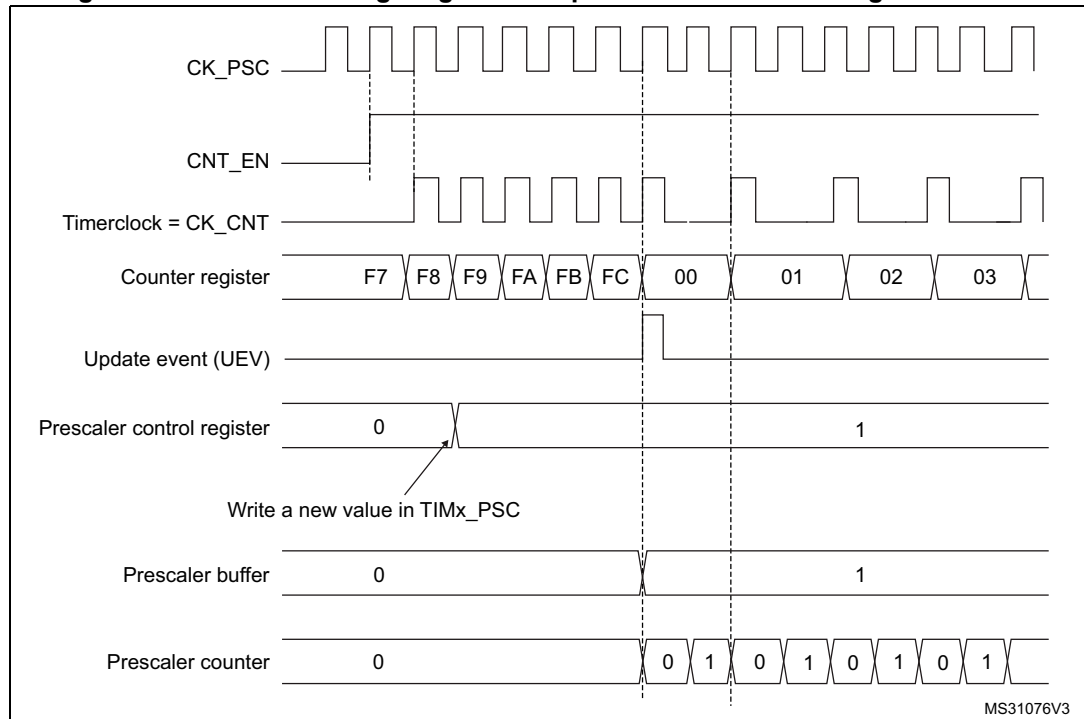 CK_PSC
CNT_EN
Timerclock = CK_CNT
Counter register
F7 F8 F9 FA FB FC 00 01 02 03
Update event (UEV)
Prescaler control register
0 1
Write a new value in TIMx_PSC
Prescaler buffer
0 1
Prescaler counter
0 0 1 0 1 0 1 0 1
MS31076V3